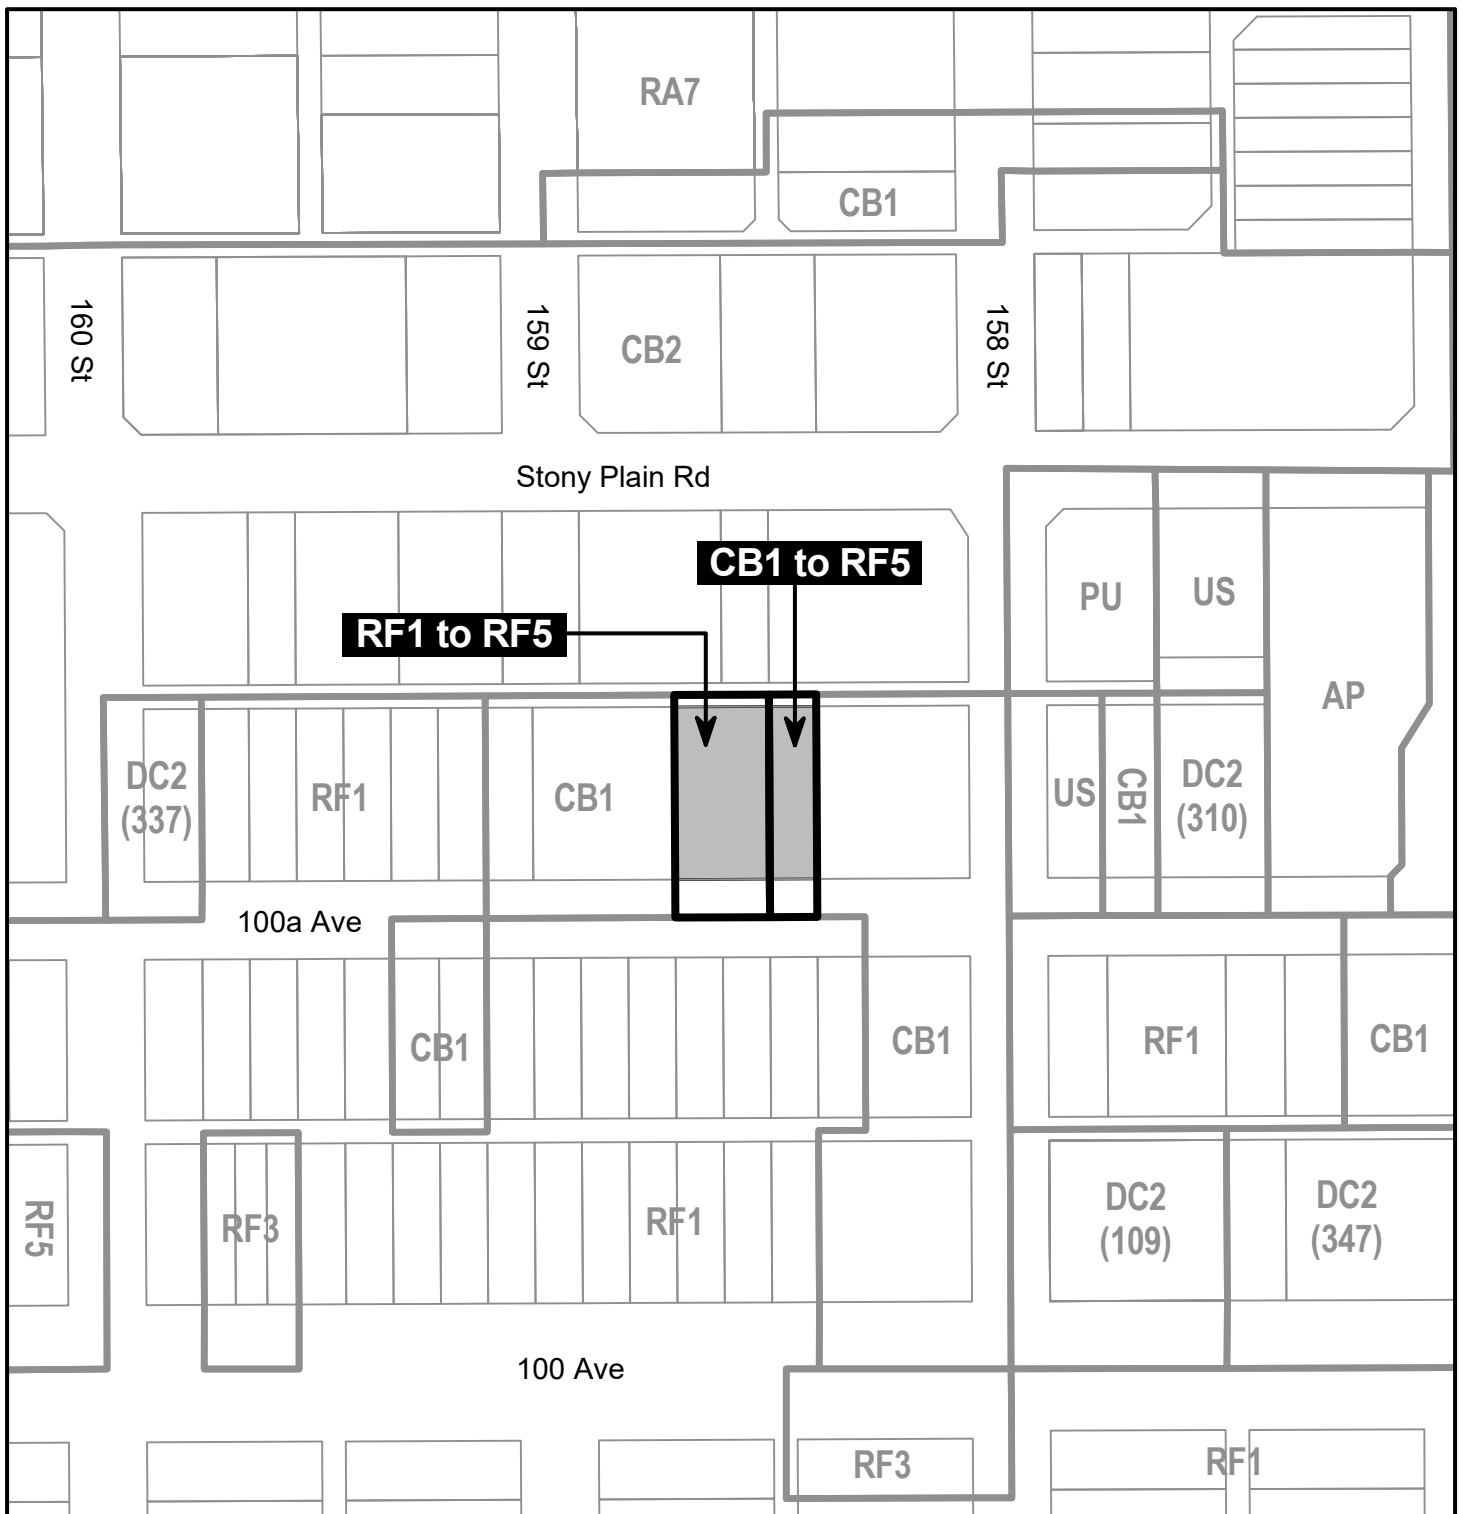 RA7
CB1
160 St
159 St
CB2
158 St
Stony Plain Rd
CB1 to RF5
PU
US
RF1 to RF5
AP
DC2
(337)
RF1
CB1
US
CB1
DC2
(310)
100a Ave
CB1
CB1
RF1
CB1
RF5
RF3
RF1
DC2
(109)
DC2
(347)
100 Ave
RF3
RF1